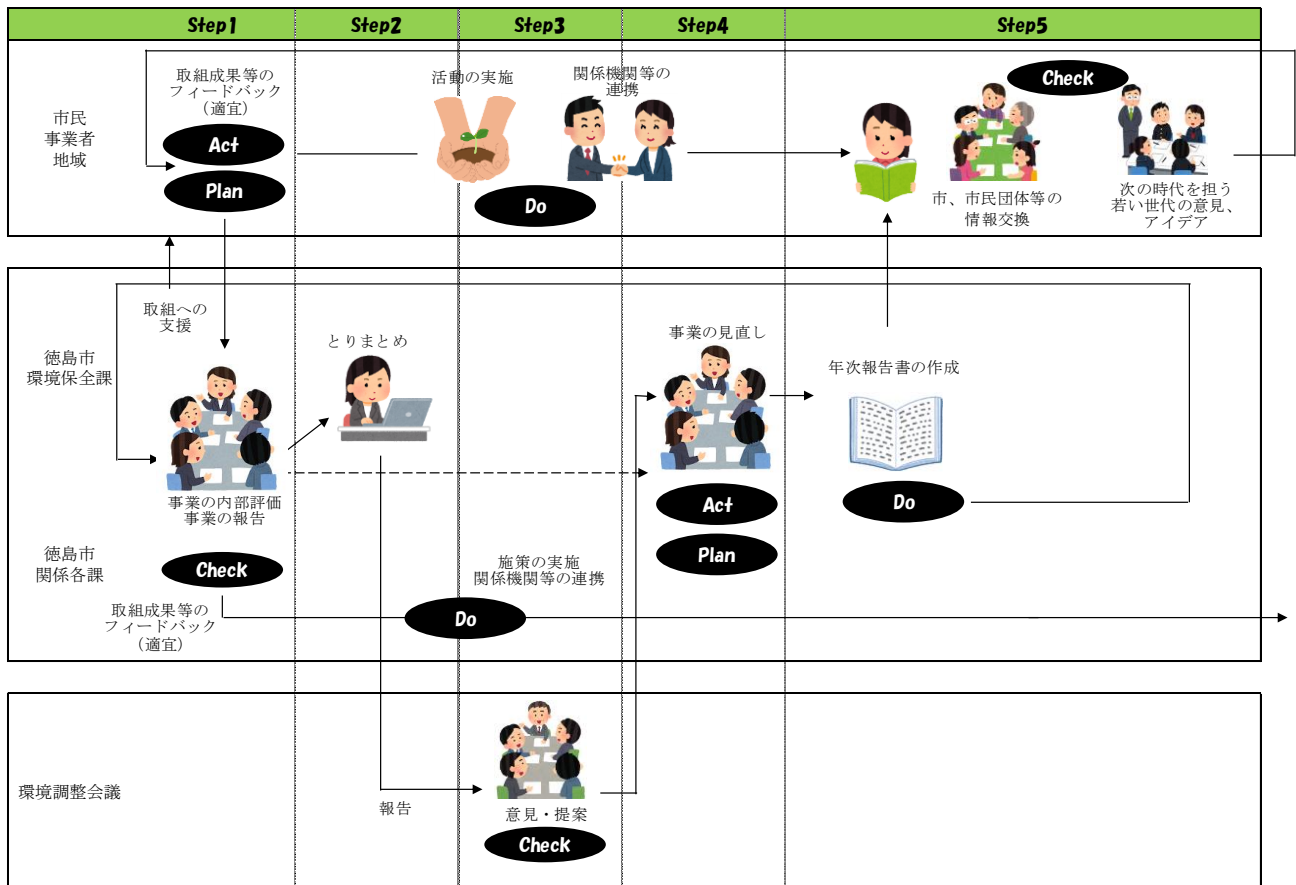 Step1
Step2
Step3
Step4
Step5
市民
事業者
地域
取組成果等の
フィードバック
（適宜）
Act
Plan
活動の実施
関係機関等の
連携
Do
Check
市、市民団体等の
情報交換
次の時代を担う
若い世代の意見、
アイデア
徳島市
環境保全課
取組への
支援
事業の内部評価
事業の報告
とりまとめ
事業の見直し
Act
Plan
年次報告書の作成
Do
徳島市
関係各課
Check
取組成果等の
フィードバック
（適宜）
施策の実施
関係機関等の連携
Do
環境調整会議
報告
意見・提案
Check